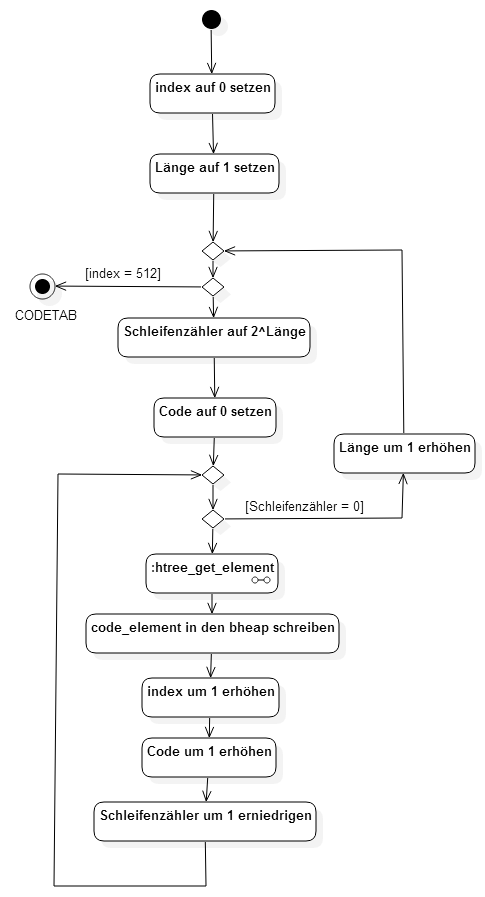 index auf 0 setzen
Länge auf 1 setzen
[index = 512]
CODETAB
Schleifenzähler auf 2^Länge
Code auf 0 setzen
Länge um 1 erhöhen
[Schleifenzähler = 0]
:htree_get_element
code_element in den bheap schreiben
index um 1 erhöhen
Code um 1 erhöhen
Schleifenzähler um 1 erniedrigen